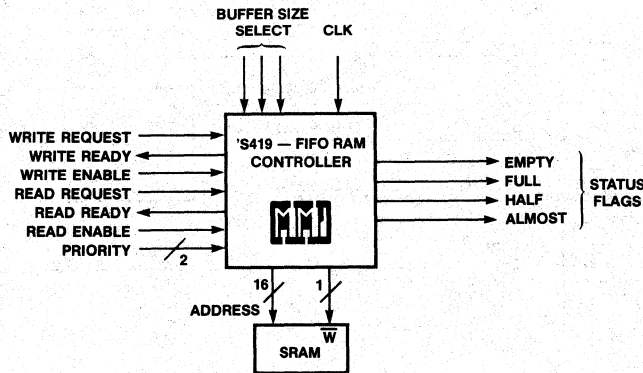 BUFFER SIZE
SELECT
CLK
WRITE REQUEST
WRITE READY
WRITE ENABLE
READ REQUEST
READ READY
READ ENABLE
PRIORITY
2
'S419 — FIFO RAM
CONTROLLER
MMI
EMPTY
FULL
HALF
ALMOST
STATUS
FLAGS
16
1
ADDRESS
W
SRAM